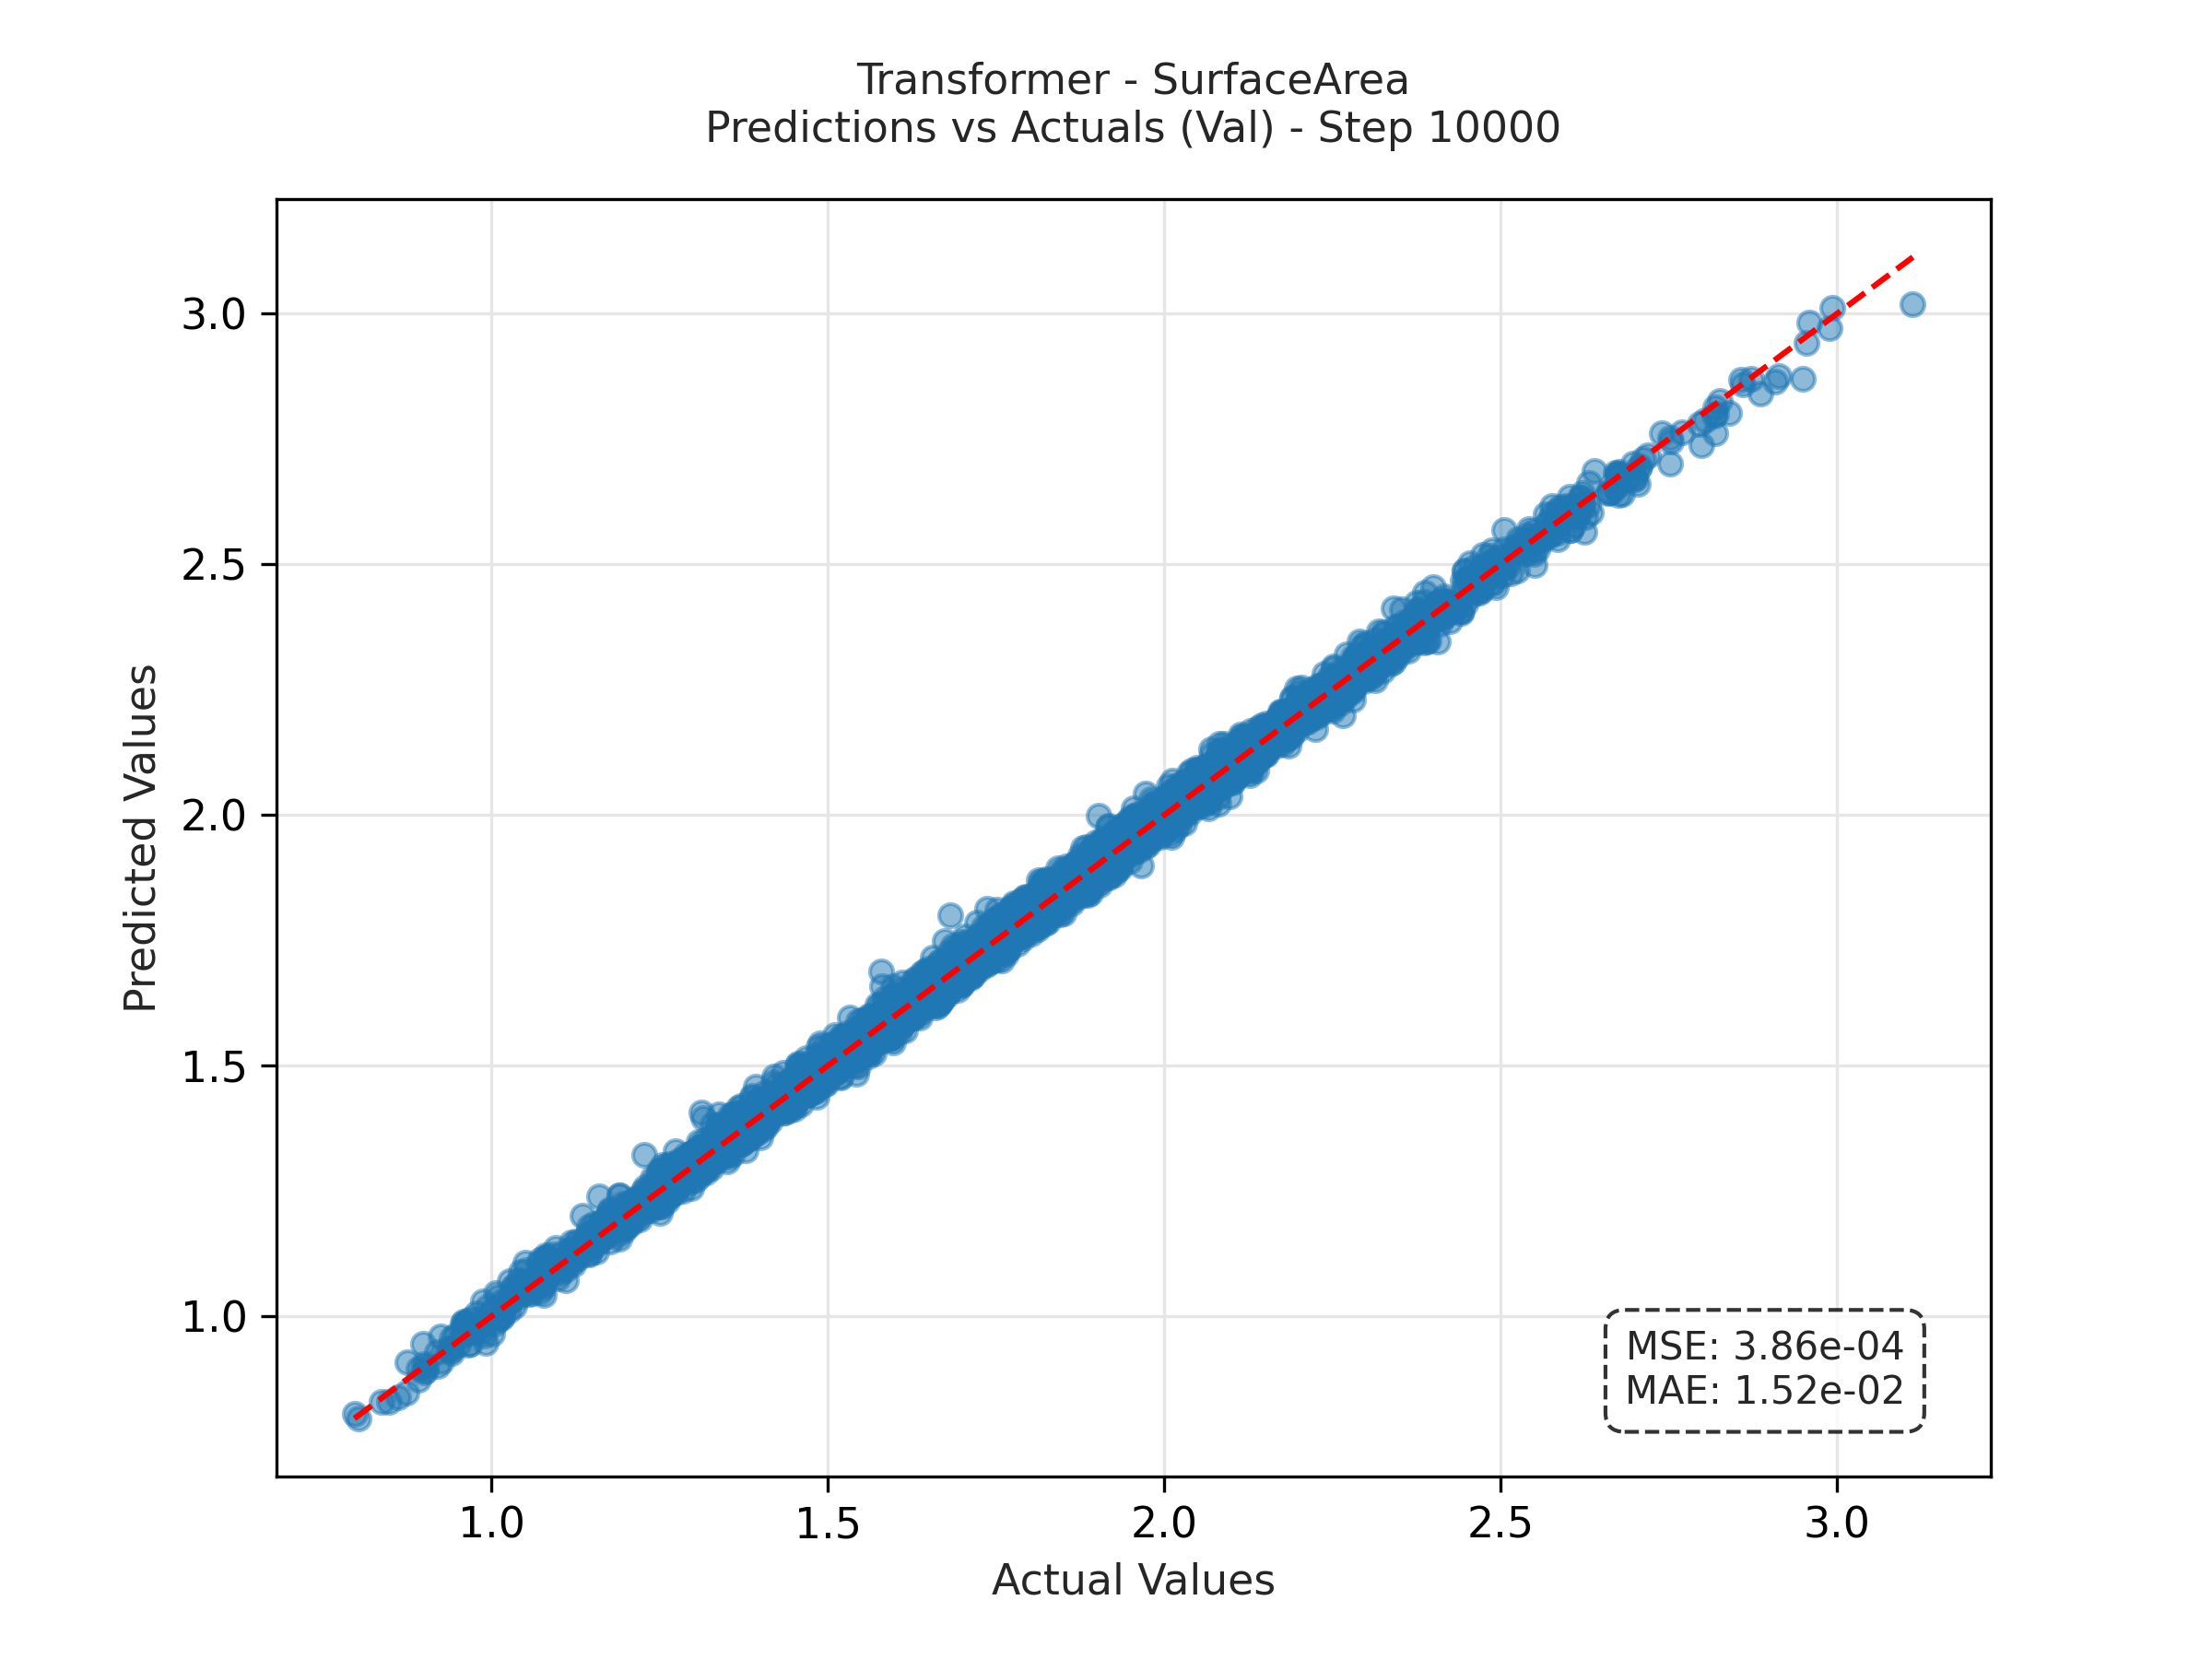 Transformer - SurfaceArea
Predictions vs Actuals (Val) - Step 10000
Predicted Values
3.0
2.5
2.0
1.5
1.0
MSE: 3.86e-04
MAE: 1.52e-02
1.0
1.5
2.0
2.5
3.0
Actual Values